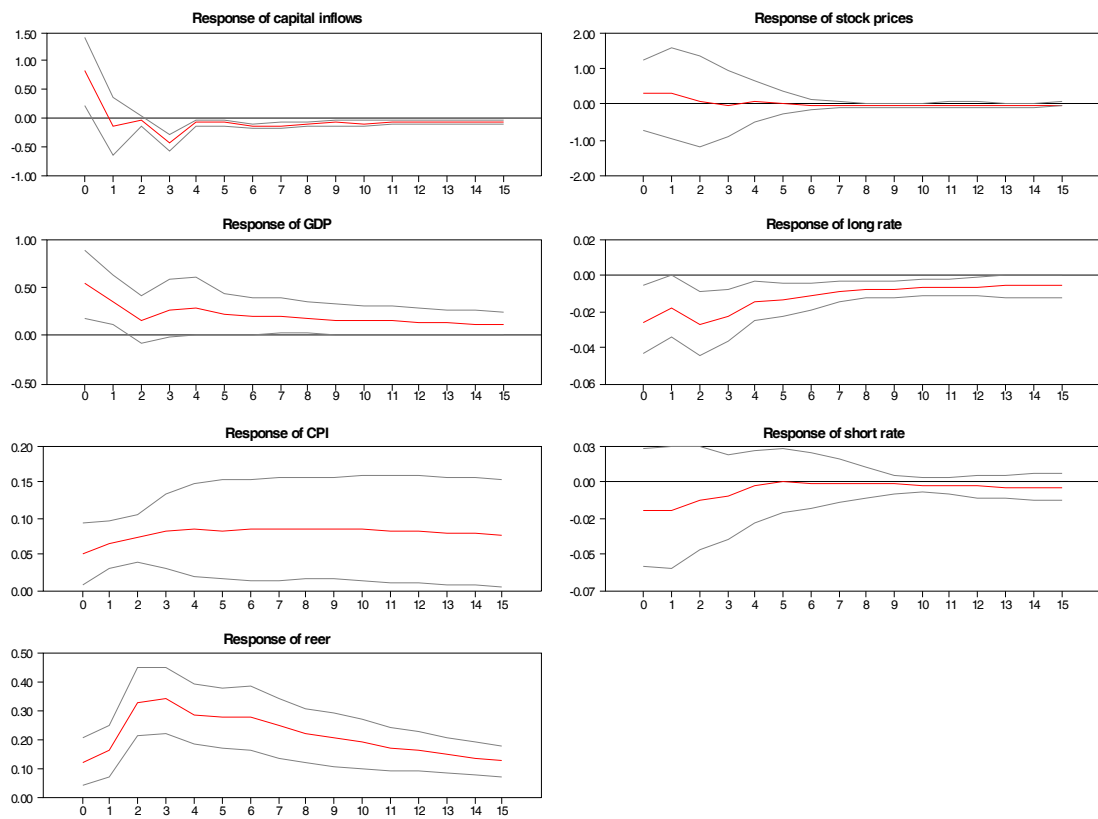 Response of capital inflows
1.50
1.00
0.50
0.00
-0.50
-1.00
0 1 2 3 4 5 6 7 8 9 10 11 12 13 14 15
Response of stock prices
2.00
1.00
0.00
-1.00
-2.00
0 1 2 3 4 5 6 7 8 9 10 11 12 13 14 15
Response of GDP
1.00
0.50
0.00
-0.50
0 1 2 3 4 5 6 7 8 9 10 11 12 13 14 15
Response of long rate
0.02
0.00
-0.02
-0.04
-0.06
0 1 2 3 4 5 6 7 8 9 10 11 12 13 14 15
Response of CPI
0.20
0.15
0.10
0.05
0.00
0 1 2 3 4 5 6 7 8 9 10 11 12 13 14 15
Response of short rate
0.03
0.00
-0.02
-0.05
-0.07
0 1 2 3 4 5 6 7 8 9 10 11 12 13 14 15
Response of reer
0.50
0.40
0.30
0.20
0.10
0.00
0 1 2 3 4 5 6 7 8 9 10 11 12 13 14 15